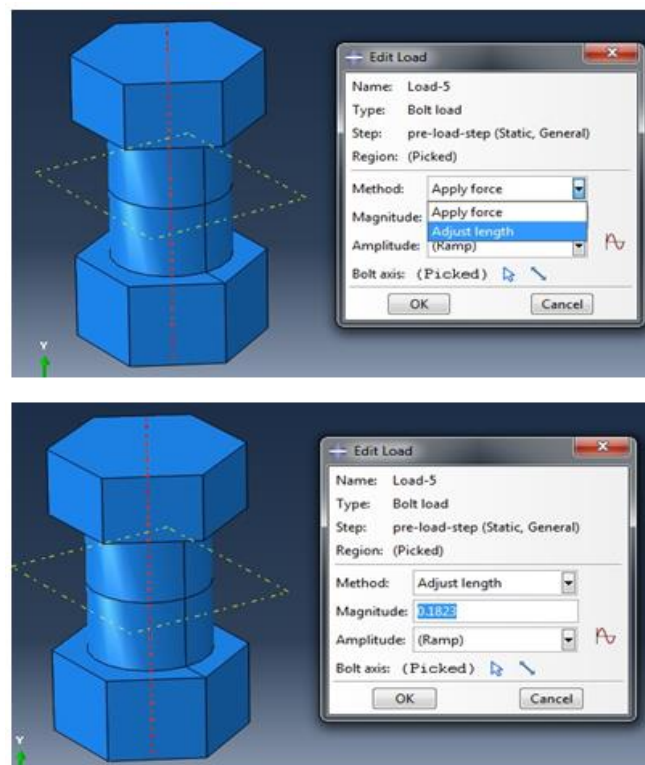 Edit Load
Name: Load-5
Type: Bolt load
Step: pre-load-step (Static, General)
Region: (Picked)
Method: Apply force
Apply force
Magnitude:
Adjust length
Amplitude: (Ramp)
Bolt axis: (Picked)
OK Cancel
Y
Edit Load
Name: Load-5
Type: Bolt load
Step: pre-load-step (Static, General)
Region: (Picked)
Method: Adjust length
Magnitude: 0.1823
Amplitude: (Ramp)
Bolt axis: (Picked)
OK Cancel
Y